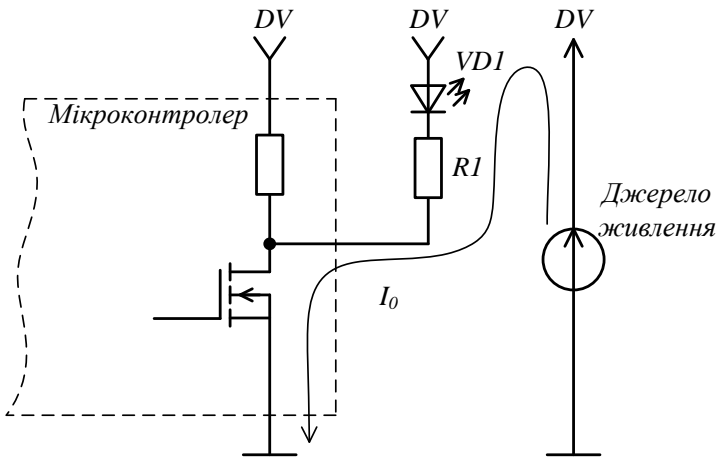 DV
DV
DV
VD1
Мікроконтролер
R1
Джерело
живлення
I0